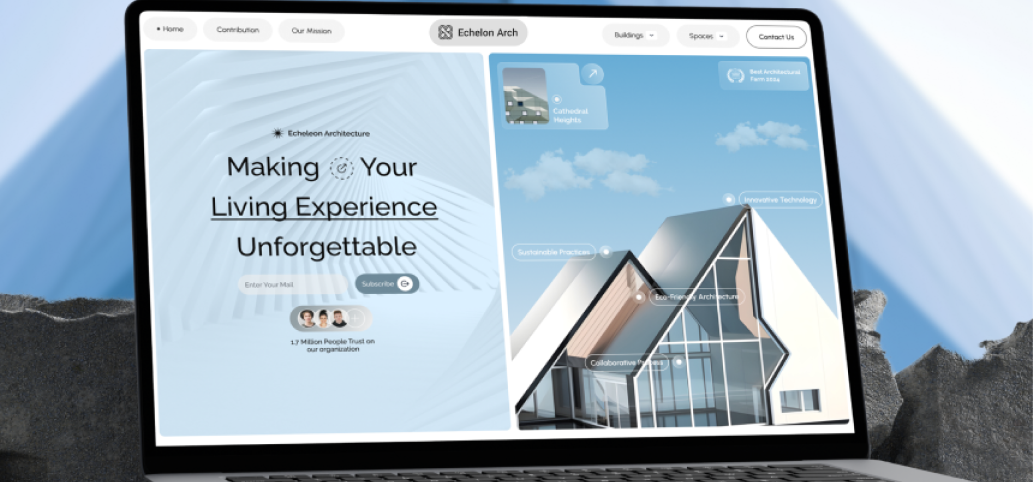 Home
Contribution
Our Mission
Echelon Arch
Buildings
Spaces
Contact Us
Echeleon Architecture
Making Your
Living Experience
Unforgettable
Enter Your Mail
Subscribe
1.7 Million People Trust on
our organization
Cathedral
Heights
Best Architectural
Farm 2024
Innovative Technology
Sustainable Practices
Eco-Friendly Architecture
Collaborative Process